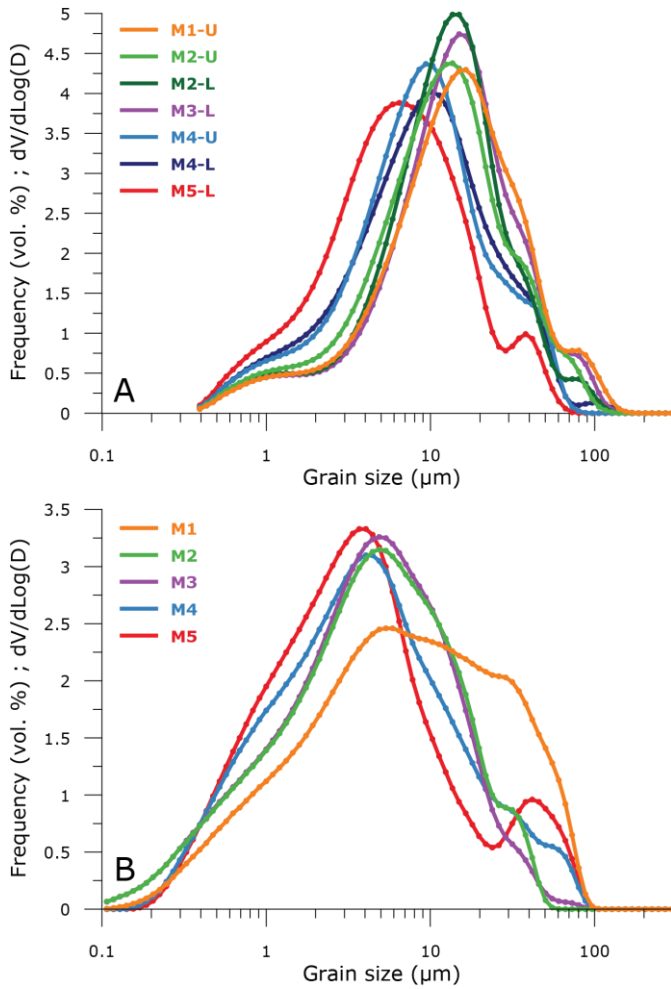 Frequency (vol. %) ; dV/dLog(D)
5
4.5
4
3.5
3
2.5
2
1.5
1
0.5
0
M1-U
M2-U
M2-L
M3-L
M4-U
M4-L
M5-L
A
0.1 1 10 100
Grain size (µm)
Frequency (vol. %) ; dV/dLog(D)
3.5
3
2.5
2
1.5
1
0.5
0
M1
M2
M3
M4
M5
B
0.1 1 10 100
Grain size (µm)